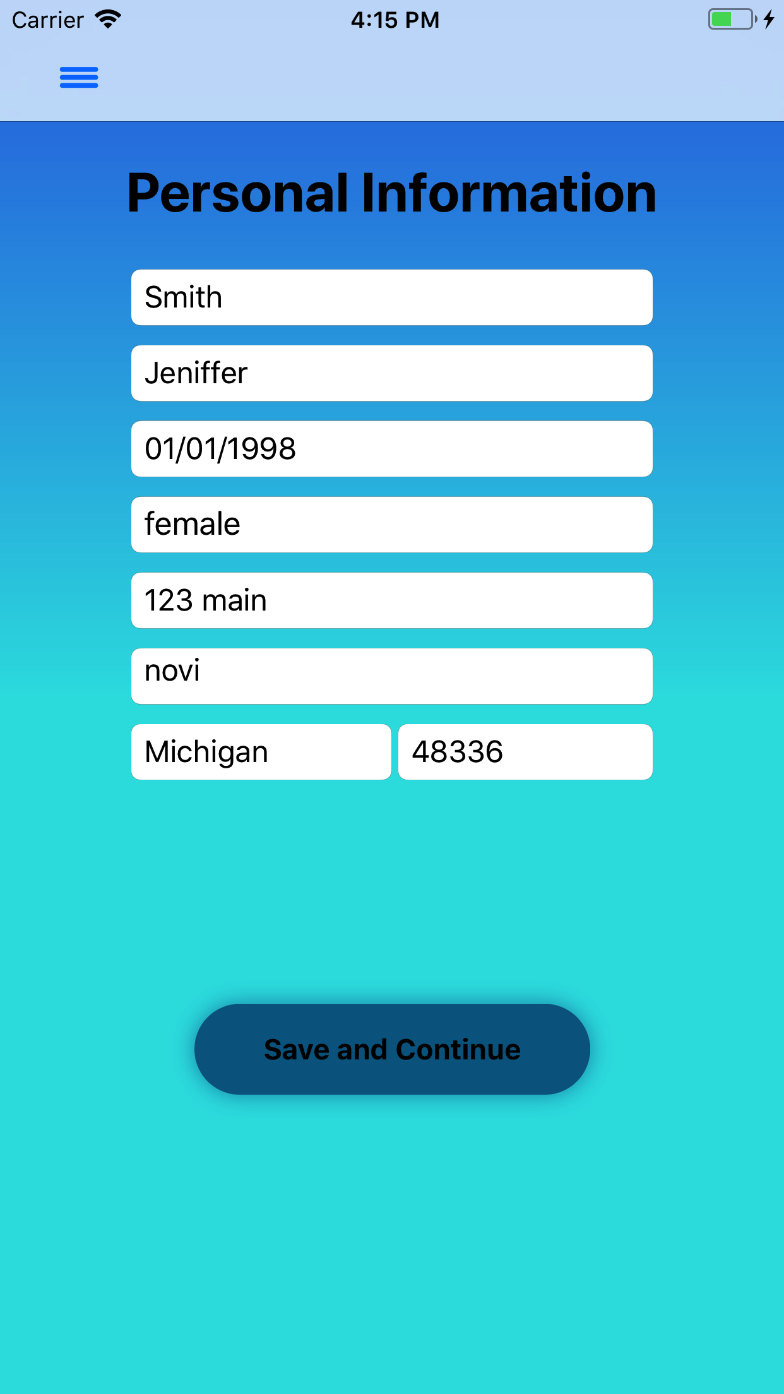 Carrier 4:15 PM
Personal Information
Smith
Jeniffer
01/01/1998
female
123 main
novi
Michigan 48336
Save and Continue